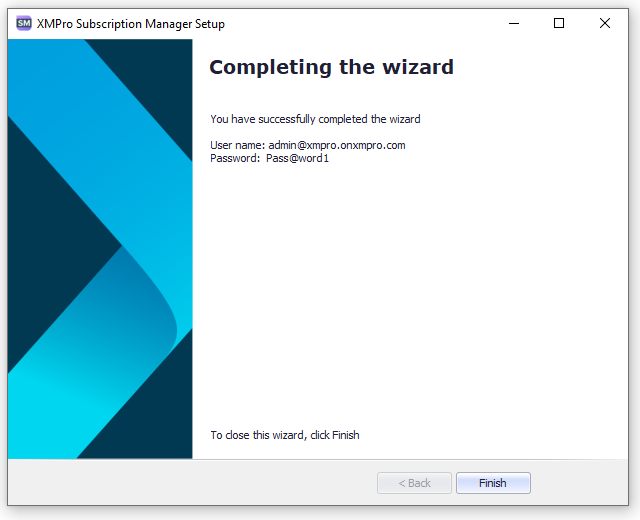 SM XMPro Subscription Manager Setup
Completing the wizard
You have successfully completed the wizard
User name: admin@xmpro.onxmpro.com
Password: Pass@word1
To close this wizard, click Finish
< Back Finish